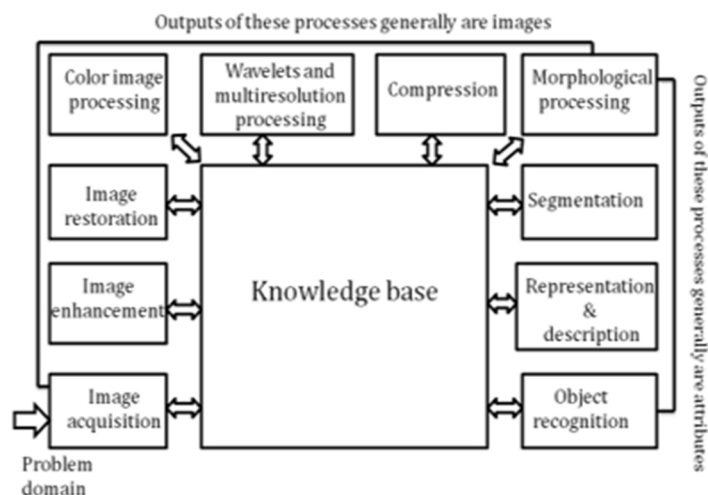 Outputs of these processes generally are images
Color image
processing
Wavelets and
multiresolution
processing
Compression
Morphological
processing
Outputs of these processes generally are attributes
Image
restoration
Segmentation
Knowledge base
Image
enhancement
Representation
&
description
Image
acquisition
Object
recognition
Problem
domain